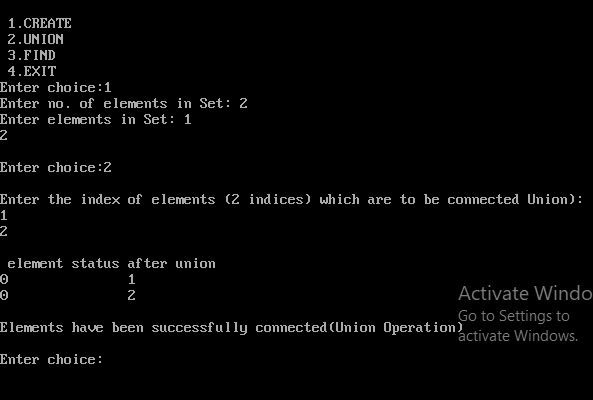 1.CREATE
2.UNION
3.FIND
4.EXIT
Enter choice:1
Enter no. of elements in Set: 2
Enter elements in Set: 1
2
Enter choice:2
Enter the index of elements (2 indices) which are to be connected Union):
1
2
element status after union
0 1
0 2
Elements have been successfully connected(Union Operation)
Enter choice:
Activate Windo
Go to Settings to
activate Windows.